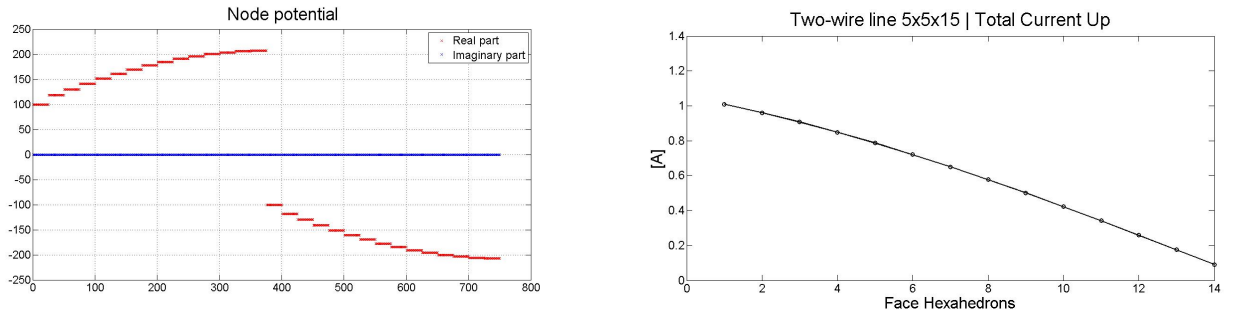 Node potential
250
200
150
100
50
0
-50
-100
-150
-200
-250
0 100 200 300 400 500 600 700 800
Real part
Imaginary part
Two-wire line 5x5x15 | Total Current Up
[A]
1.4
1.2
1
0.8
0.6
0.4
0.2
0
0 2 4 6 8 10 12 14
Face Hexahedrons